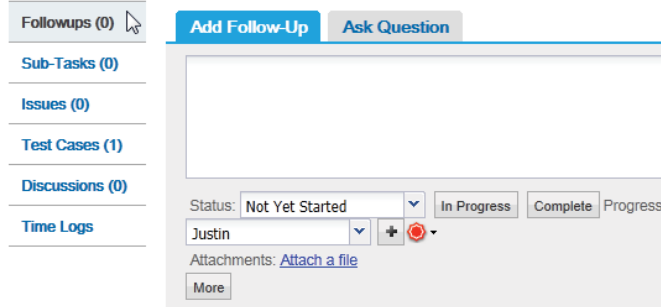 Followups (0)
Sub-Tasks (0)
Issues (0)
Test Cases (1)
Discussions (0)
Time Logs
Add Follow-Up Ask Question
Status: Not Yet Started In Progress Complete Progress
Justin
Attachments: Attach a file
More